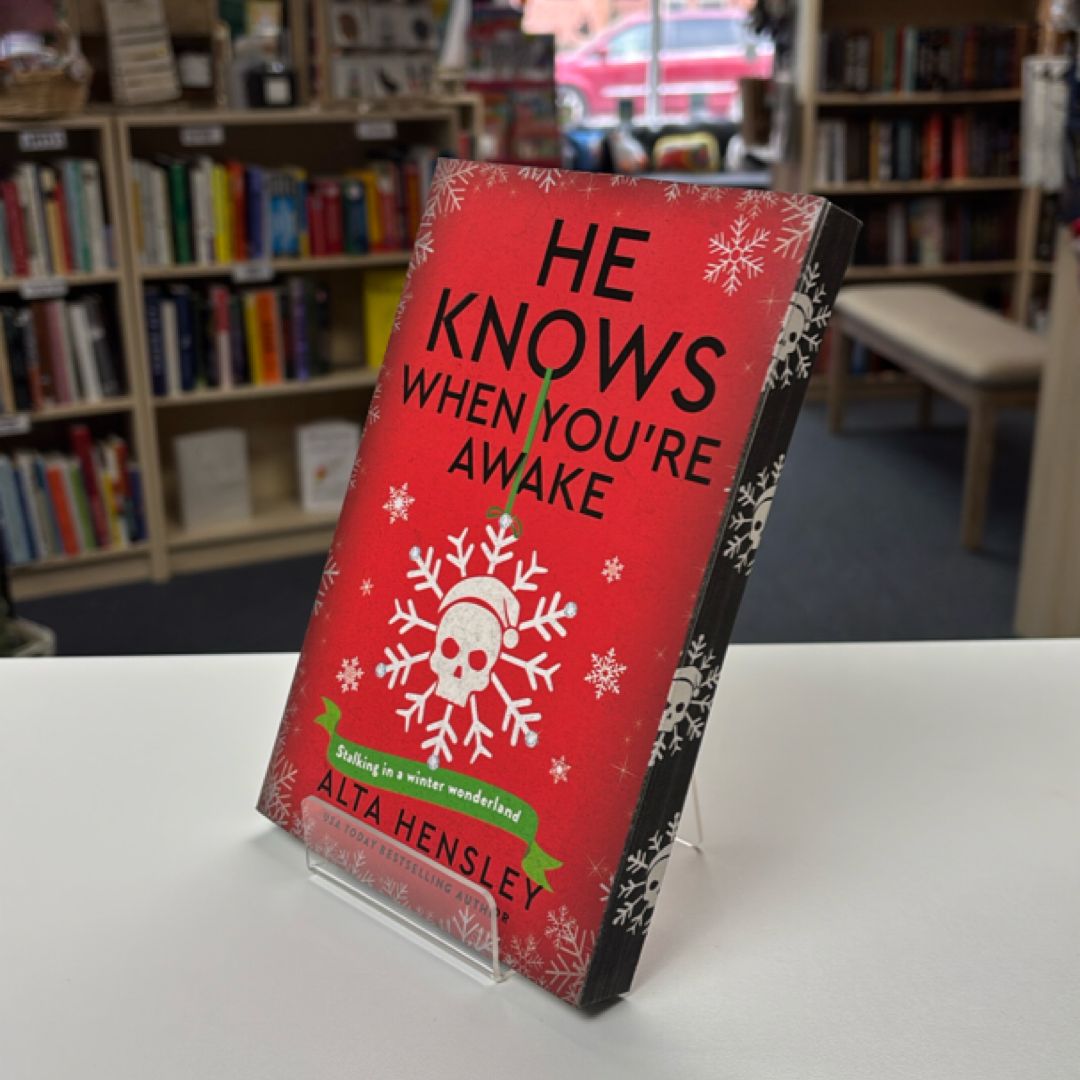 HE
KNOWS
WHEN YOU'RE
AWAKE
Stalking in a winter wonderland
ALTA HENSLEY
USA TODAY BESTSELLING AUTHOR